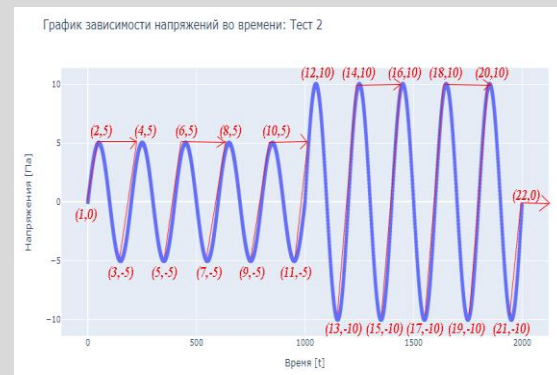 График зависимости напряжений во времени: Тест 2
(12,10) (14,10) (16,10) (18,10) (20,10)
10
(2,5) (4,5) (6,5) (8,5) (10,5)
5
Напряжения [Па]
(22,0)
0
(1,0)
-5
(3,-5) (5,-5) (7,-5) (9,-5) (11,-5)
-10
(13,-10) (15,-10) (17,-10) (19,-10) (21,-10)
0 500 1000 1500 2000
Время [t]